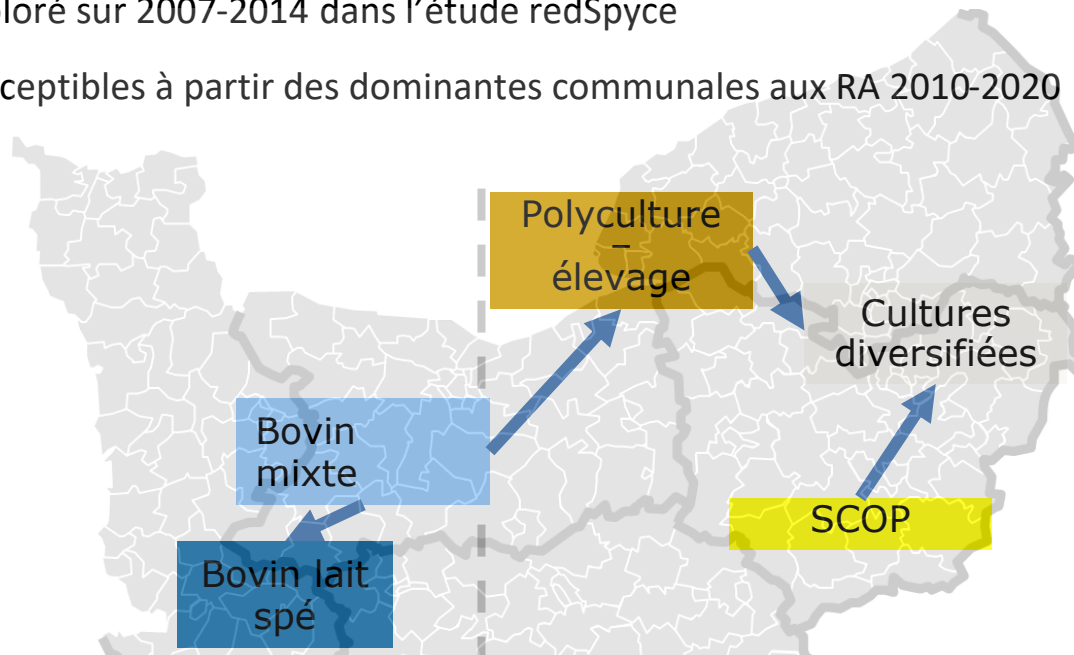 ploré sur 2007-2014 dans l'étude redSpyce
ceptibles à partir des dominantes communales aux RA 2010-2020
Polyculture
–
élevage
Cultures
diversifiées
Bovin
mixte
SCOP
Bovin lait
spé